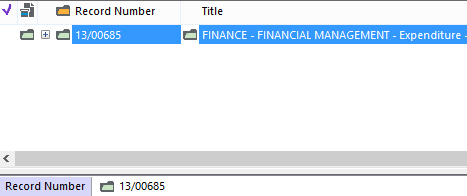 Record Number Title
13/00685 FINANCE - FINANCIAL MANAGEMENT - Expenditure -
Record Number 13/00685